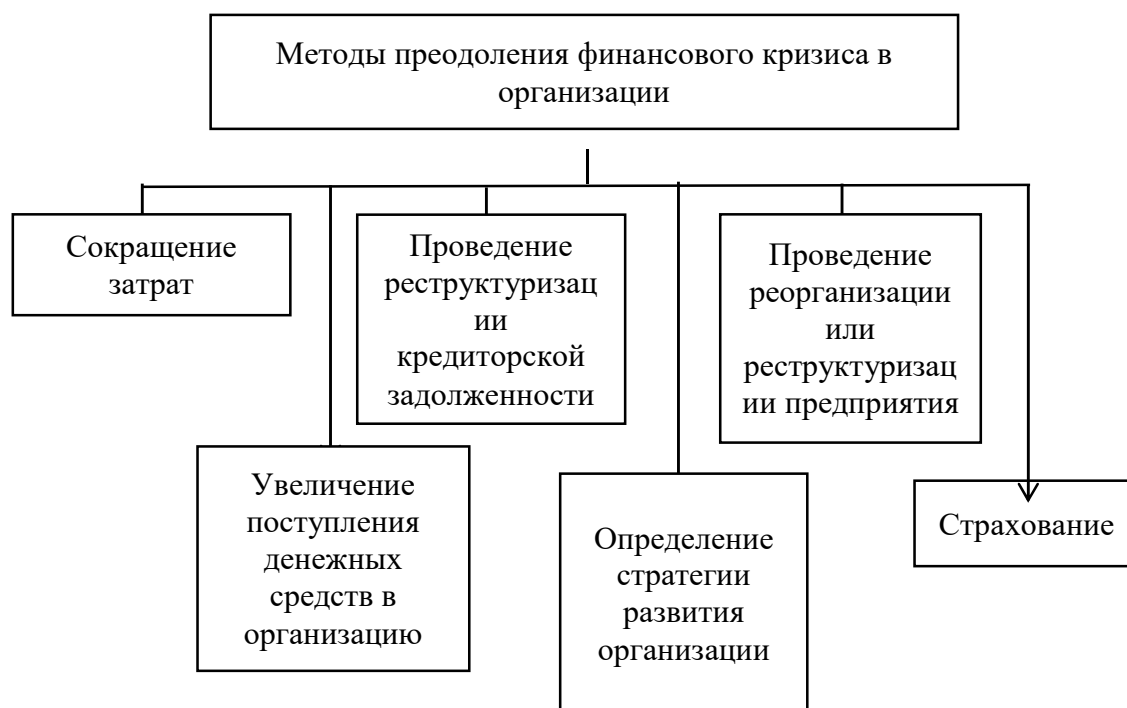 Методы преодоления финансового кризиса в
организации
Сокращение
затрат
Проведение
реструктуризац
ии
кредиторской
задолженности
Проведение
реорганизации
или
реструктуризац
ии предприятия
Увеличение
поступления
денежных
средств в
организацию
Определение
стратегии
развития
организации
Страхование